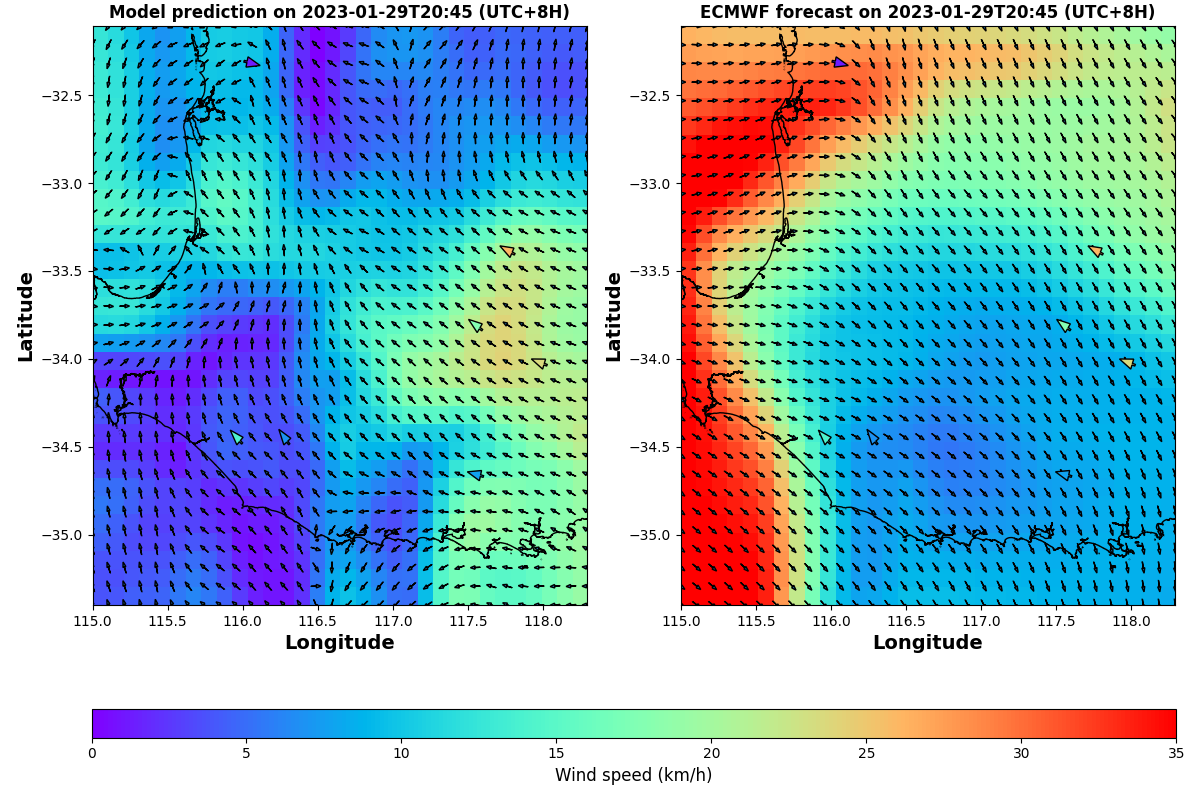 Model prediction on 2023-01-29T20:45 (UTC+8H)
ECMWF forecast on 2023-01-29T20:45 (UTC+8H)
Latitude
−32.5
−33.0
−33.5
−34.0
−34.5
−35.0
115.0 115.5 116.0 116.5 117.0 117.5 118.0
Longitude
Latitude
−32.5
−33.0
−33.5
−34.0
−34.5
−35.0
115.0 115.5 116.0 116.5 117.0 117.5 118.0
Longitude
0 5 10 15 20 25 30 35
Wind speed (km/h)